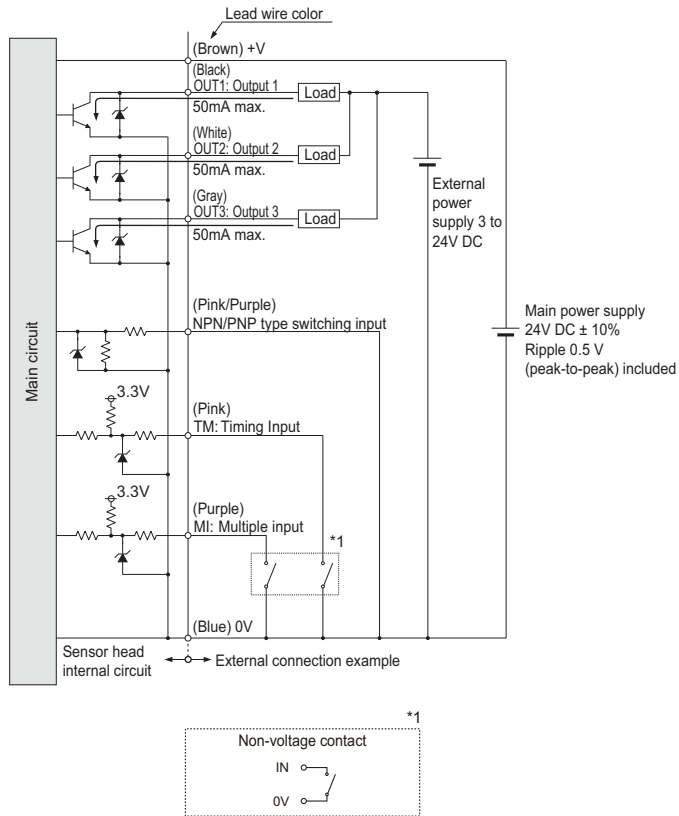 Lead wire color
(Brown) +V
(Black)
OUT1: Output 1
Load
50mA max.
(White)
OUT2: Output 2
Load
50mA max.
(Gray)
OUT3: Output 3
Load
50mA max.
External
power
supply 3 to
24V DC
Main circuit
(Pink/Purple)
NPN/PNP type switching input
Main power supply
24V DC ± 10%
Ripple 0.5 V
(peak-to-peak) included
3.3V
(Pink)
TM: Timing Input
3.3V
(Purple)
MI: Multiple input
*1
(Blue) 0V
Sensor head
internal circuit
External connection example
*1
Non-voltage contact
IN
0V